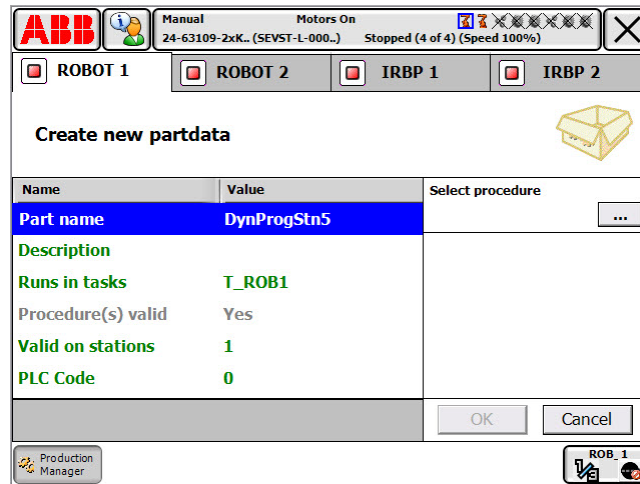 ABB
Manual Motors On
24-63109-2xK.. (SEVST-L-000..) Stopped (4 of 4) (Speed 100%)
ROBOT 1 ROBOT 2 IRBP 1 IRBP 2
Create new partdata
Name Value Select procedure
Part name DynProgStn5 ...
Description
Runs in tasks T_ROB1
Procedure(s) valid Yes
Valid on stations 1
PLC Code 0
OK Cancel
Production
Manager
ROB_1
1/3